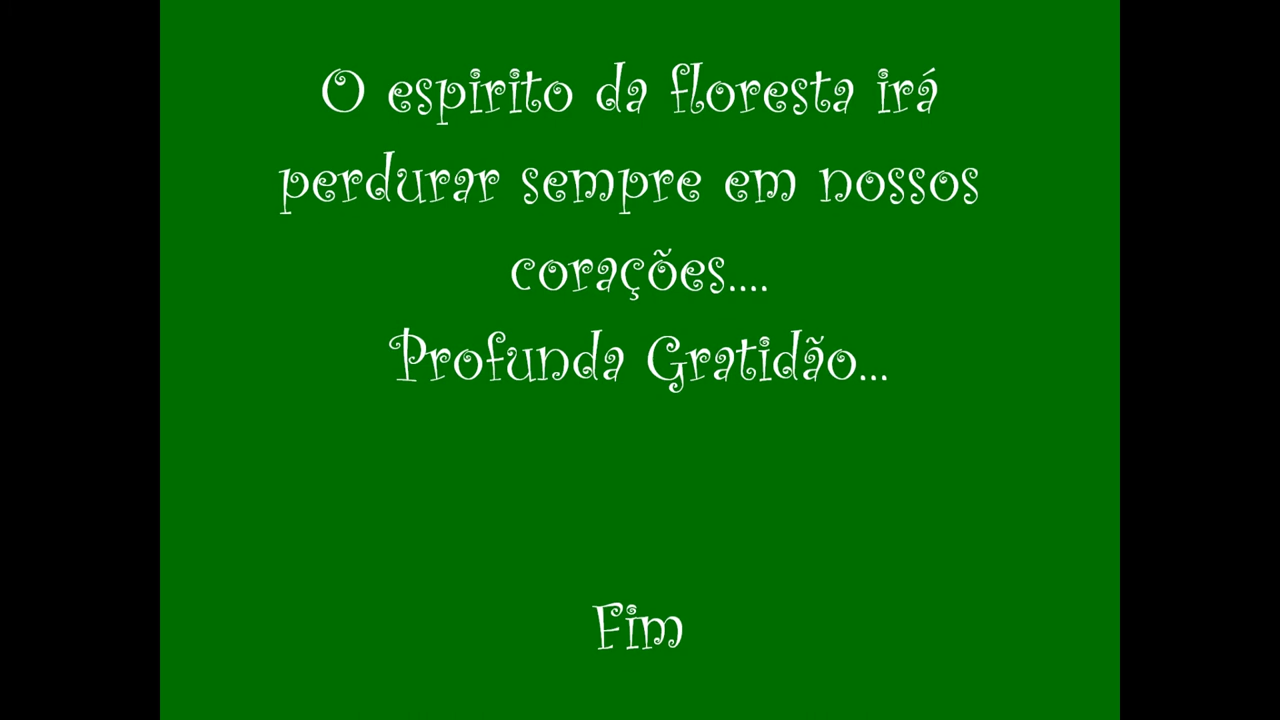 O espirito da floresta irá
perdurar sempre em nossos
corações....
Profunda Gratidão...
Fim